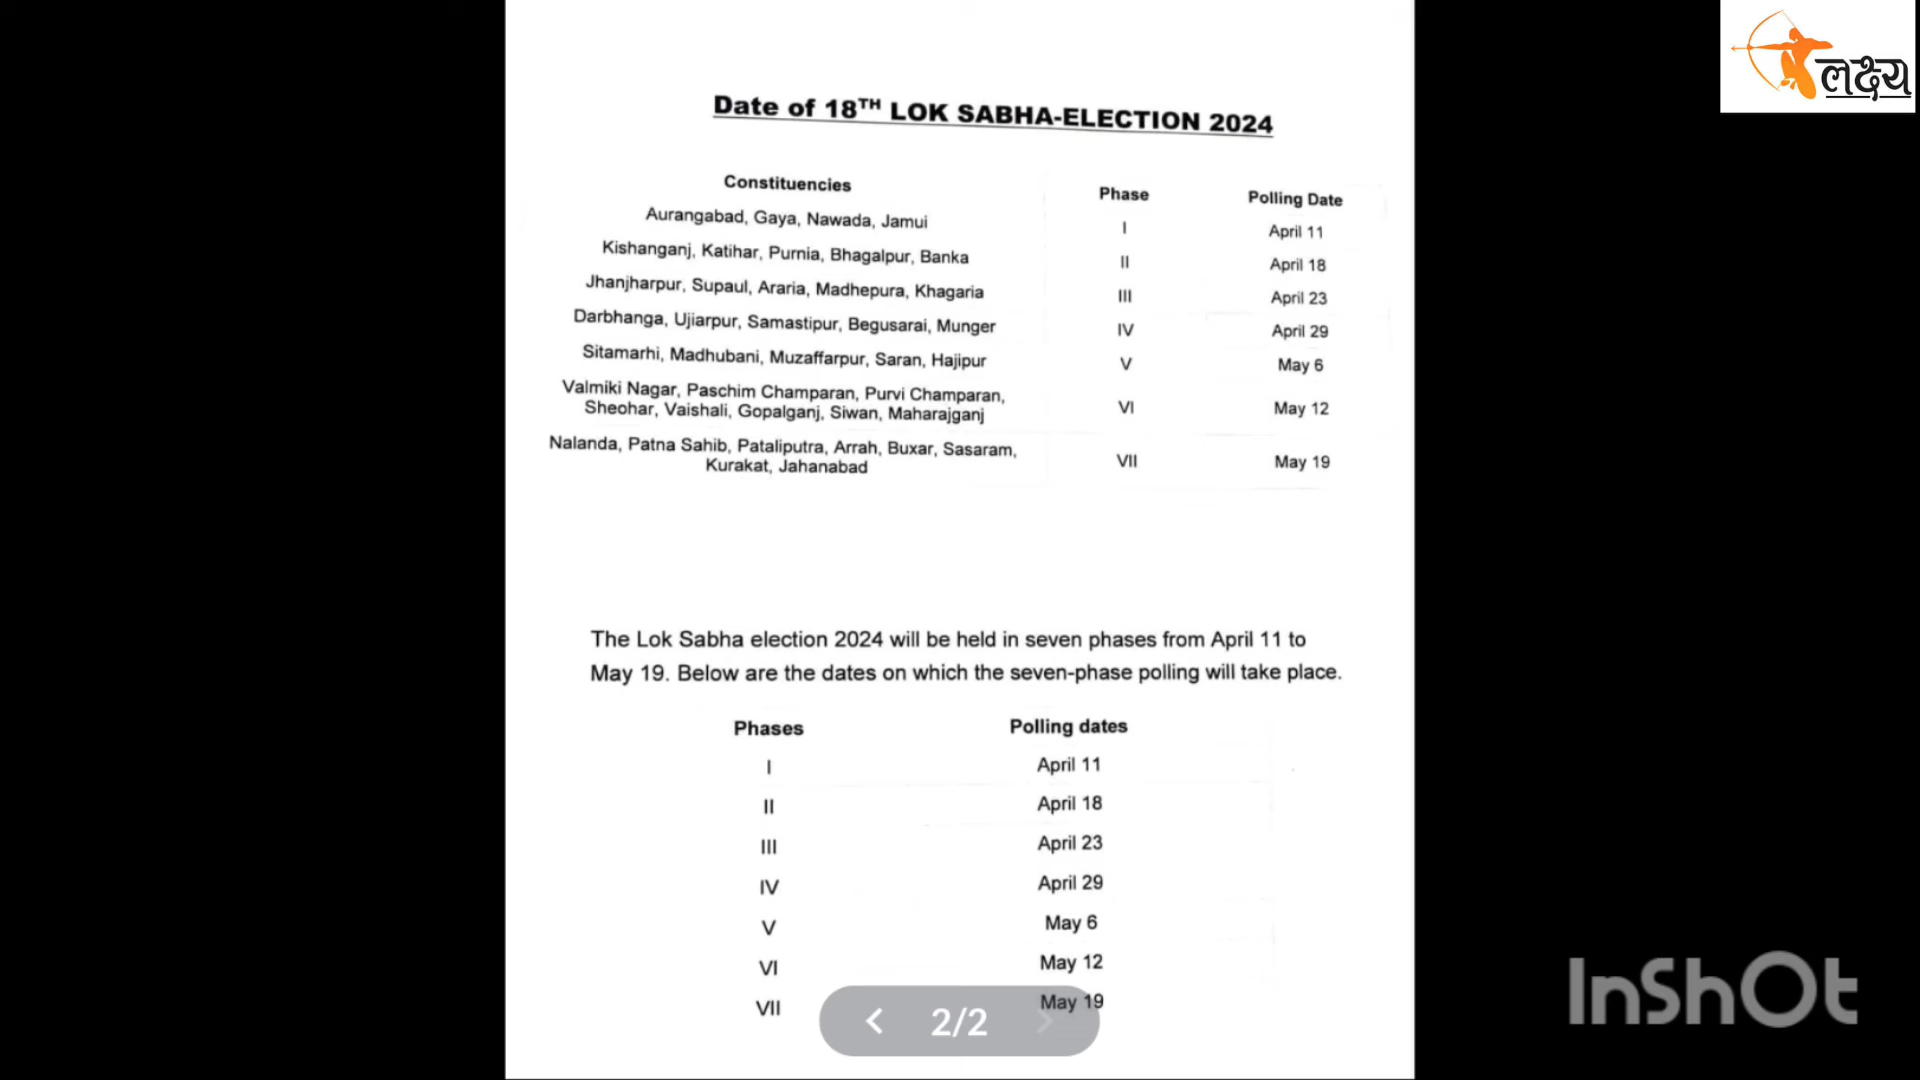 लक्ष्य
Date of 18TH LOK SABHA-ELECTION 2024
Constituencies Phase Polling Date
Aurangabad, Gaya, Nawada, Jamui I April 11
Kishanganj, Katihar, Purnia, Bhagalpur, Banka II April 18
Jhanjharpur, Supaul, Araria, Madhepura, Khagaria III April 23
Darbhanga, Ujiarpur, Samastipur, Begusarai, Munger IV April 29
Sitamarhi, Madhubani, Muzaffarpur, Saran, Hajipur V May 6
Valmiki Nagar, Paschim Champaran, Purvi Champaran,
Sheohar, Vaishali, Gopalganj, Siwan, Maharajganj VI May 12
Nalanda, Patna Sahib, Pataliputra, Arrah, Buxar, Sasaram,
Kurakat, Jahanabad VII May 19
The Lok Sabha election 2024 will be held in seven phases from April 11 to
May 19. Below are the dates on which the seven-phase polling will take place.
Phases Polling dates
I April 11
II April 18
III April 23
IV April 29
V May 6
VI May 12
VII May 19
2/2
InShOt